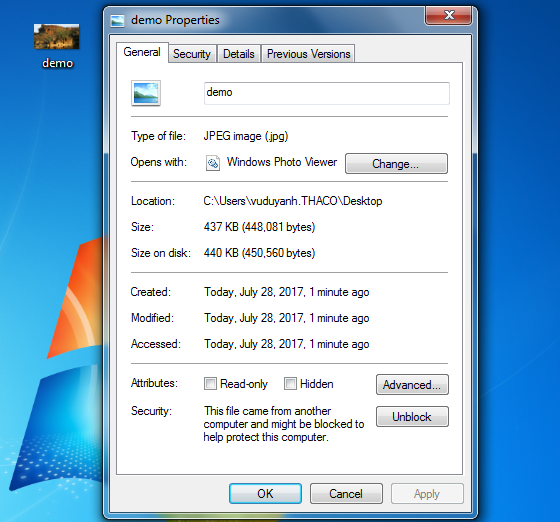 demo Properties
demo
General Security Details Previous Versions
demo
Type of file: JPEG image (.jpg)
Opens with: Windows Photo Viewer Change...
Location: C:\Users\vuduyanh.THACO\Desktop
Size: 437 KB (448,081 bytes)
Size on disk: 440 KB (450,560 bytes)
Created: Today, July 28, 2017, 1 minute ago
Modified: Today, July 28, 2017, 1 minute ago
Accessed: Today, July 28, 2017, 1 minute ago
Attributes: Read-only Hidden Advanced...
Security: This file came from another
computer and might be blocked to
help protect this computer.
Unblock
OK Cancel Apply